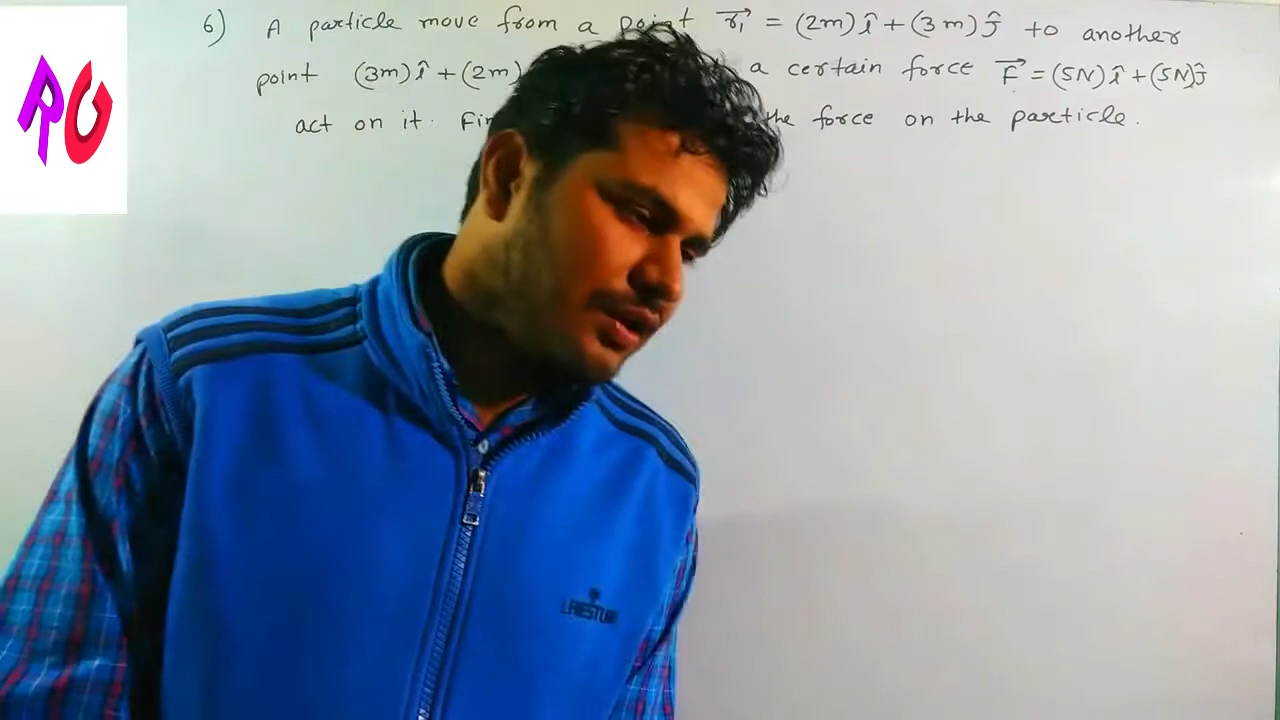 6) A particle move from a point r₁⃗ = (2m) î + (3m) ĵ to another
point (3m) î + (2m) a certain force F⃗ = (5N) î + (5N) ĵ
act on it. the force on the particle.
RG